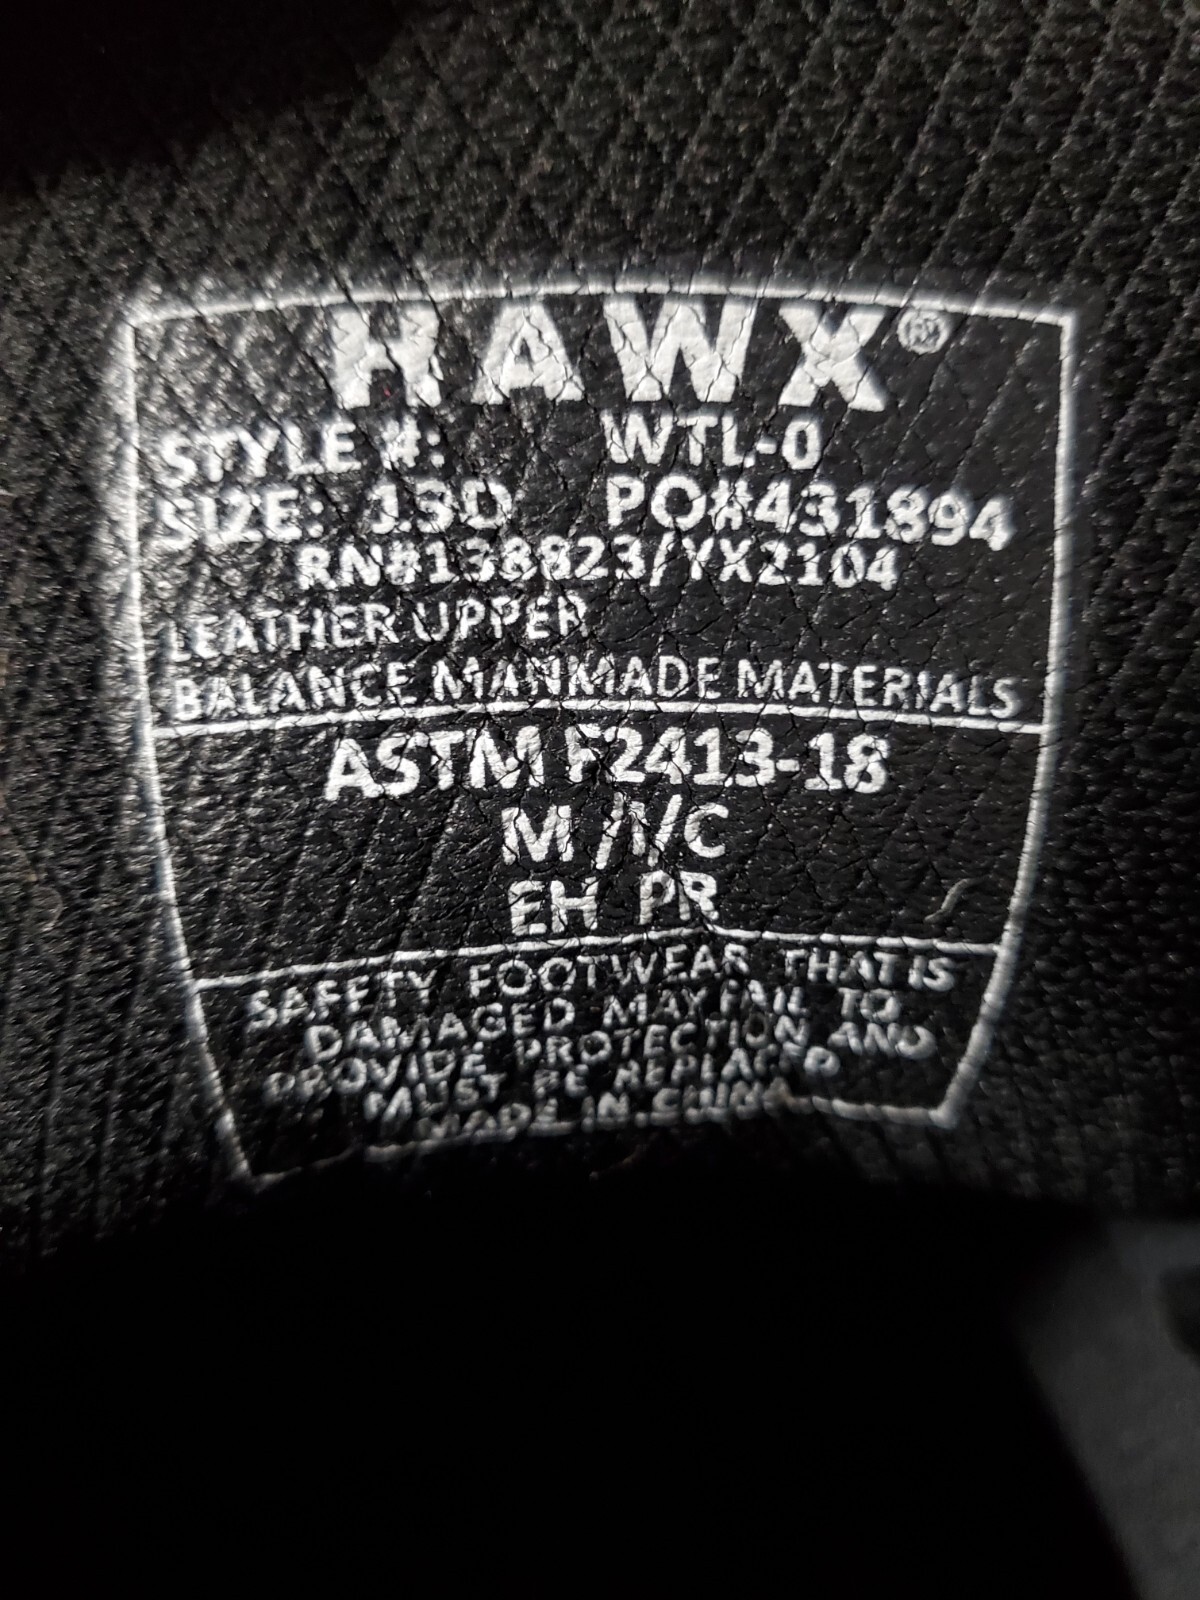 HAWX®
STYLE #: WTL-0
SIZE: 13D PO#431894
RN#138823/YX2104
LEATHER UPPER
BALANCE MANMADE MATERIALS
ASTM F2413-18
M /I/C
EH PR
SAFETY FOOTWEAR THAT IS
DAMAGED MAY FAIL TO
PROVIDE PROTECTION AND
MUST BE REPLACED
MADE IN CHINA